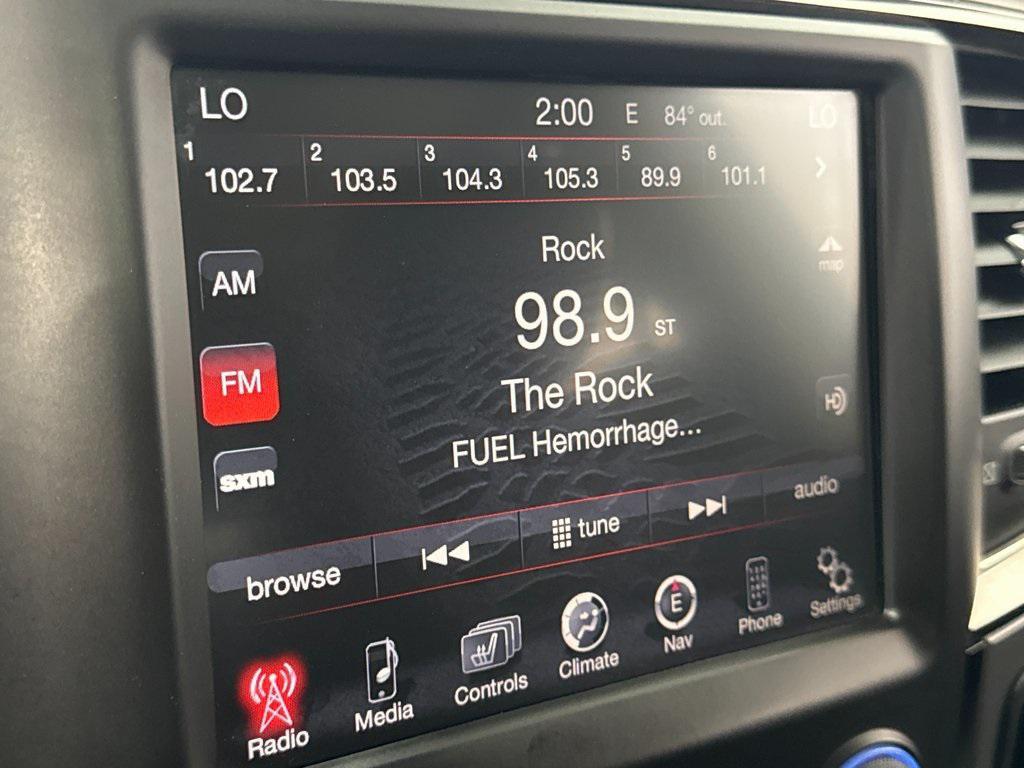 LO 2:00 E 84° out. LO
1 2 3 4 5 6
102.7 103.5 104.3 105.3 89.9 101.1
Rock
map
AM
98.9 ST
FM
The Rock
HD
FUEL Hemorrhage...
sxm
browse tune audio
Radio Media Controls Climate Nav Phone Settings
E